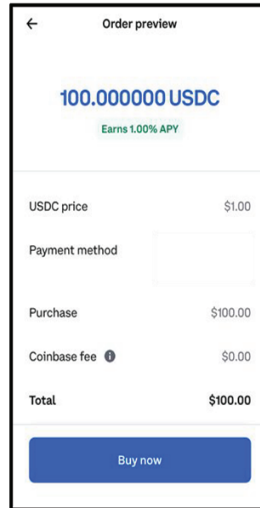 Order preview
100.000000 USDC
Earns 1.00% APY
USDC price $1.00
Payment method
Purchase $100.00
Coinbase fee $0.00
Total $100.00
Buy now